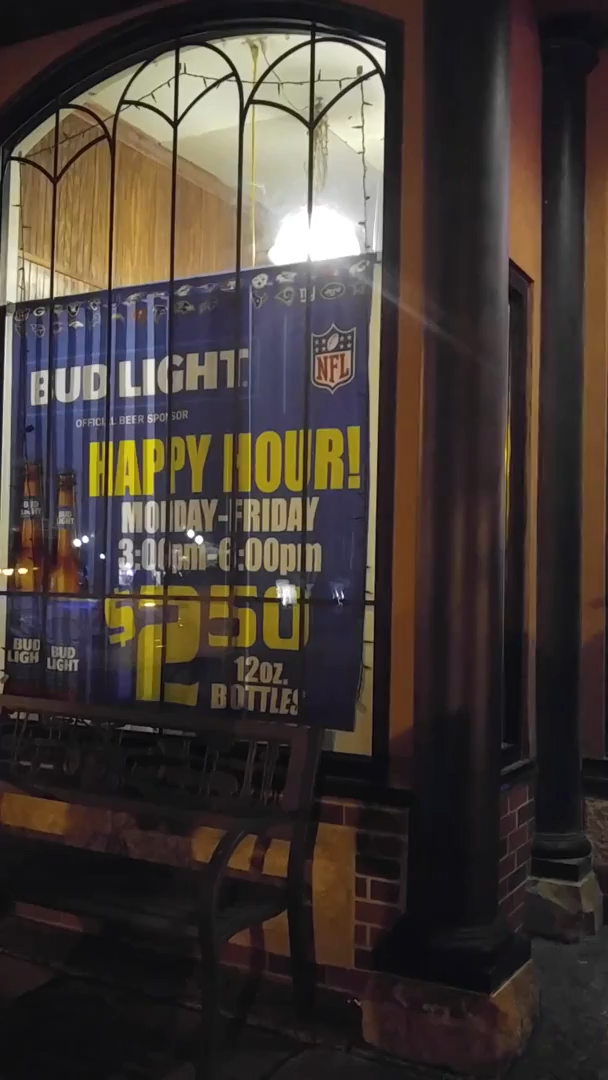 BUD LIGHT
NFL
OFFICIAL BEER SPONSOR
HAPPY HOUR!
MONDAY-FRIDAY
3:00pm-6:00pm
$2 50
12oz.
BOTTLES
BUD LIGHT
BUD LIGHT